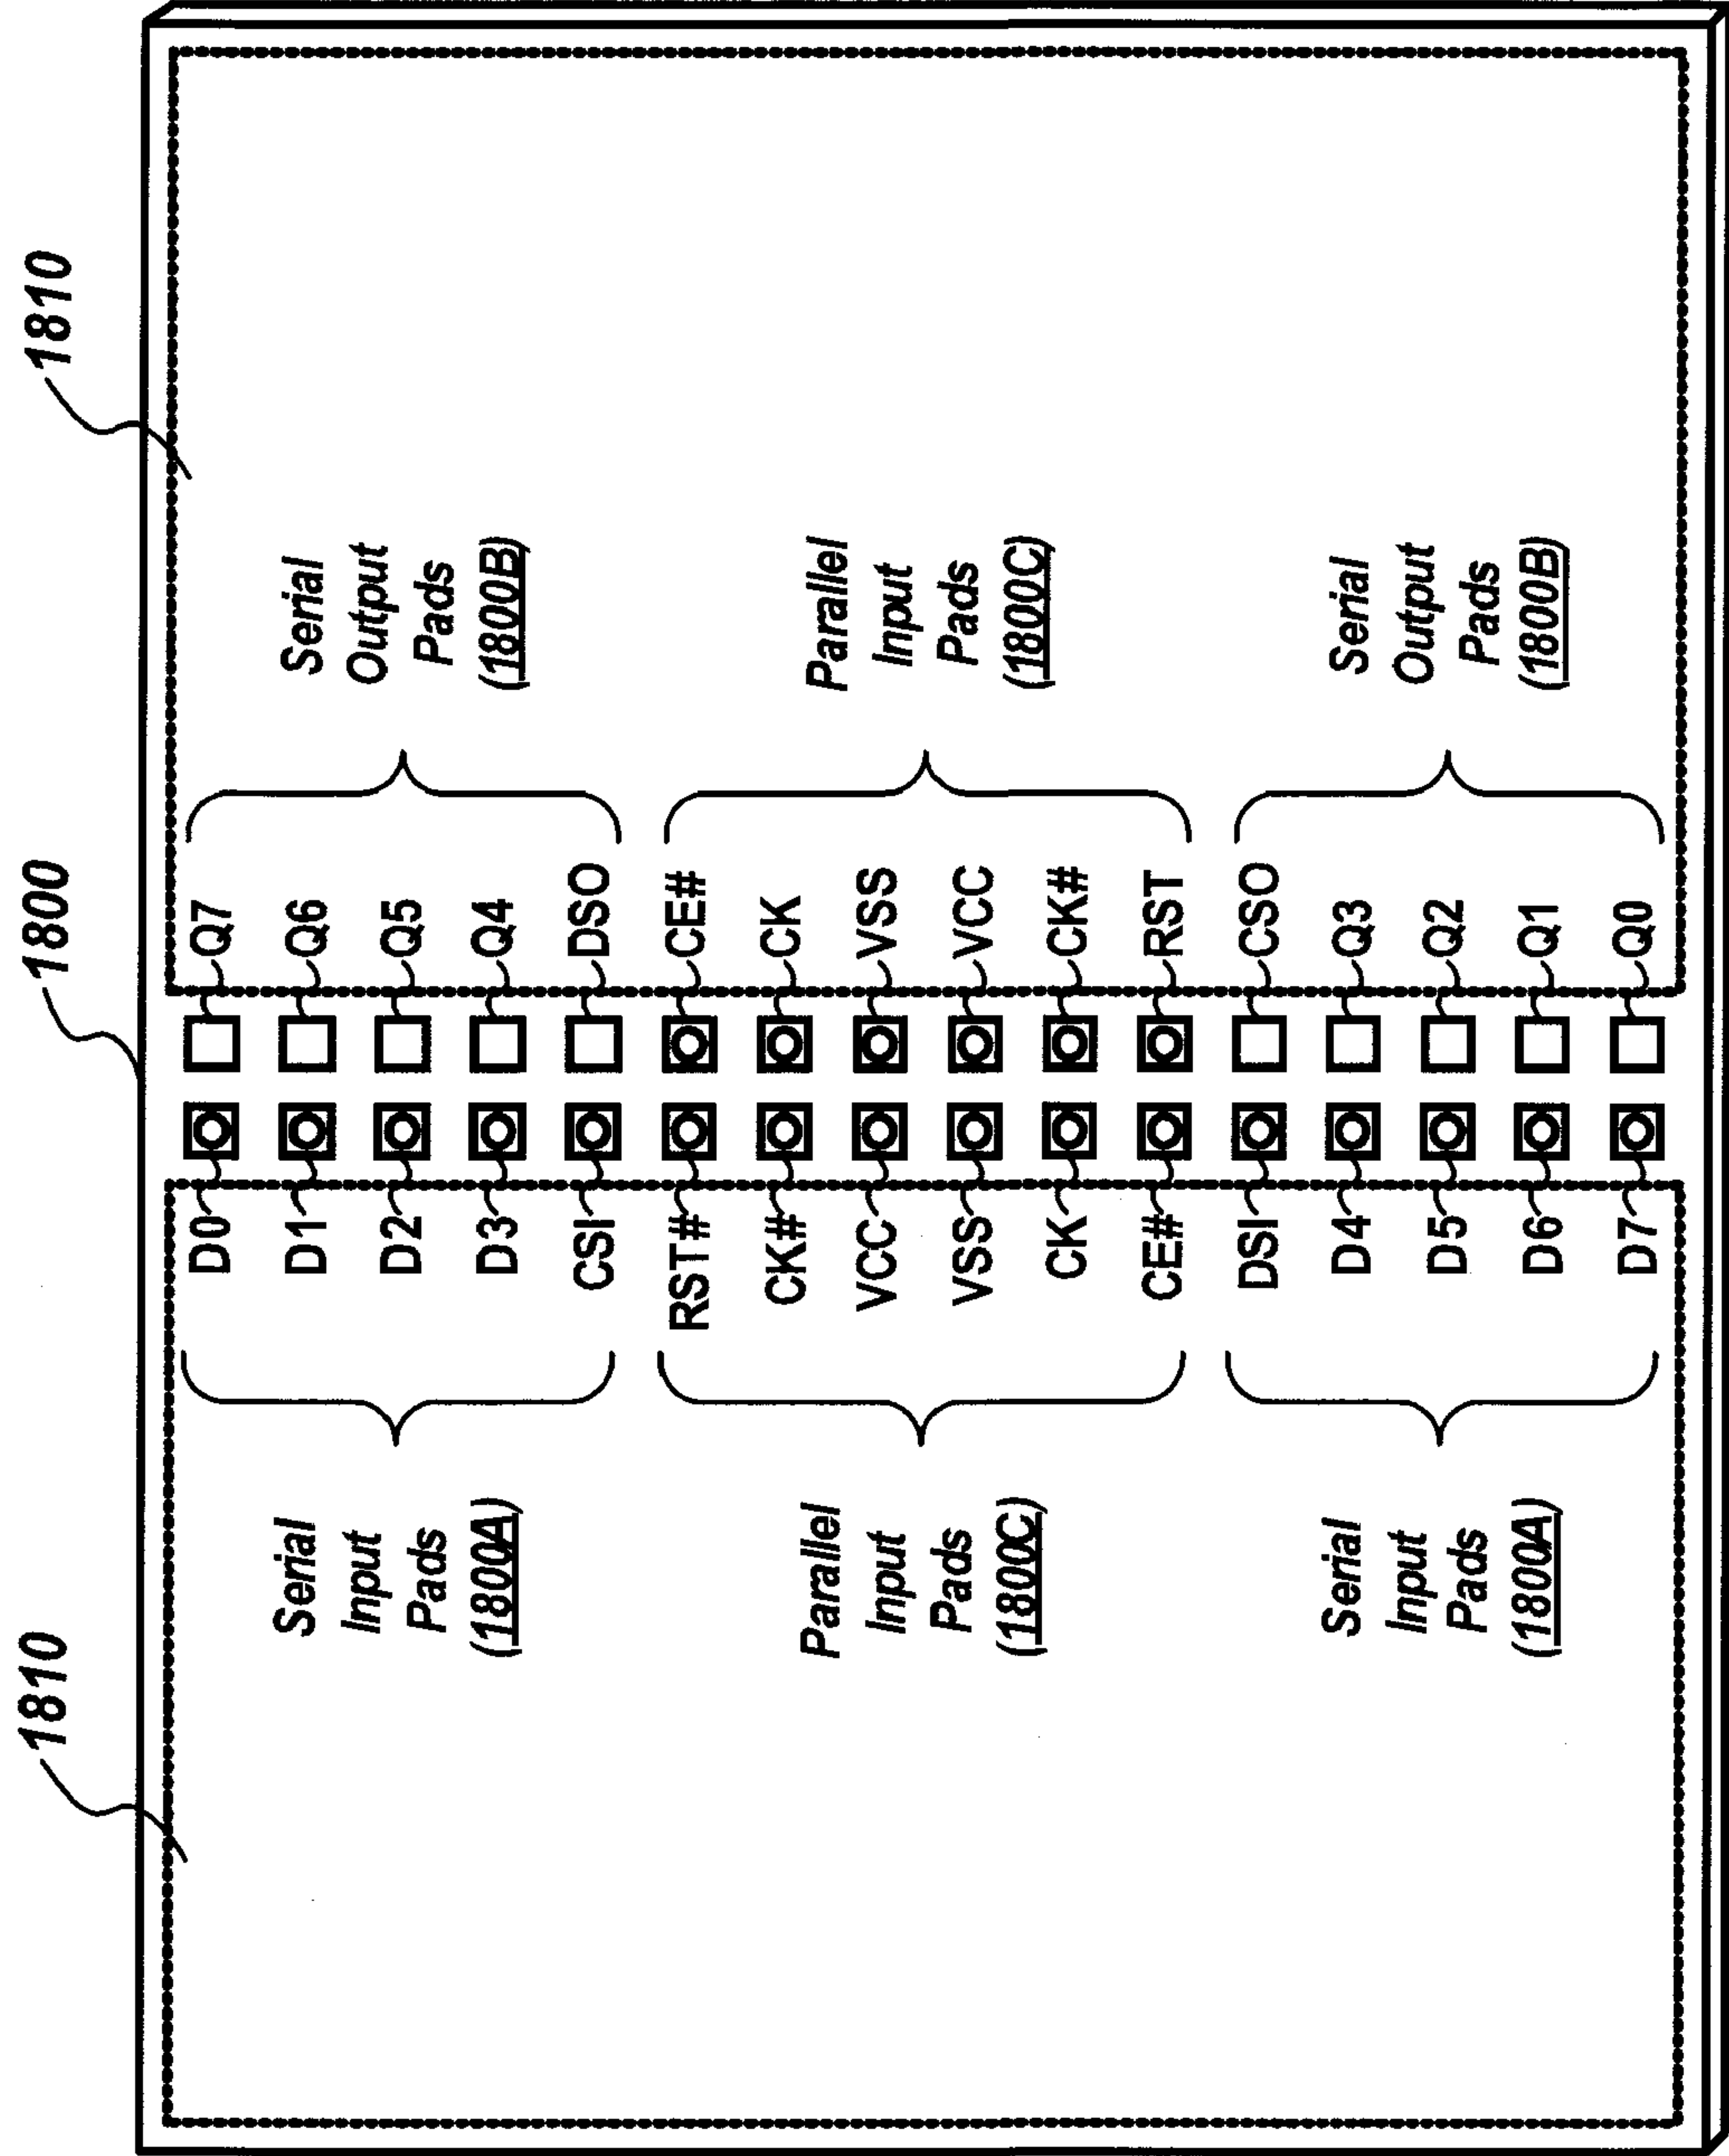 1810
1800
1810
Serial
Input
Pads
(1800A)
Parallel
Input
Pads
(1800C)
Serial
Input
Pads
(1800A)
D0
D1
D2
D3
CSI
RST#
CK#
VCC
VSS
CK
CE#
DSI
D4
D5
D6
D7
Q7
Q6
Q5
Q4
DSO
CE#
CK
VSS
VCC
CK#
RST
CSO
Q3
Q2
Q1
Q0
Serial
Output
Pads
(1800B)
Parallel
Input
Pads
(1800C)
Serial
Output
Pads
(1800B)